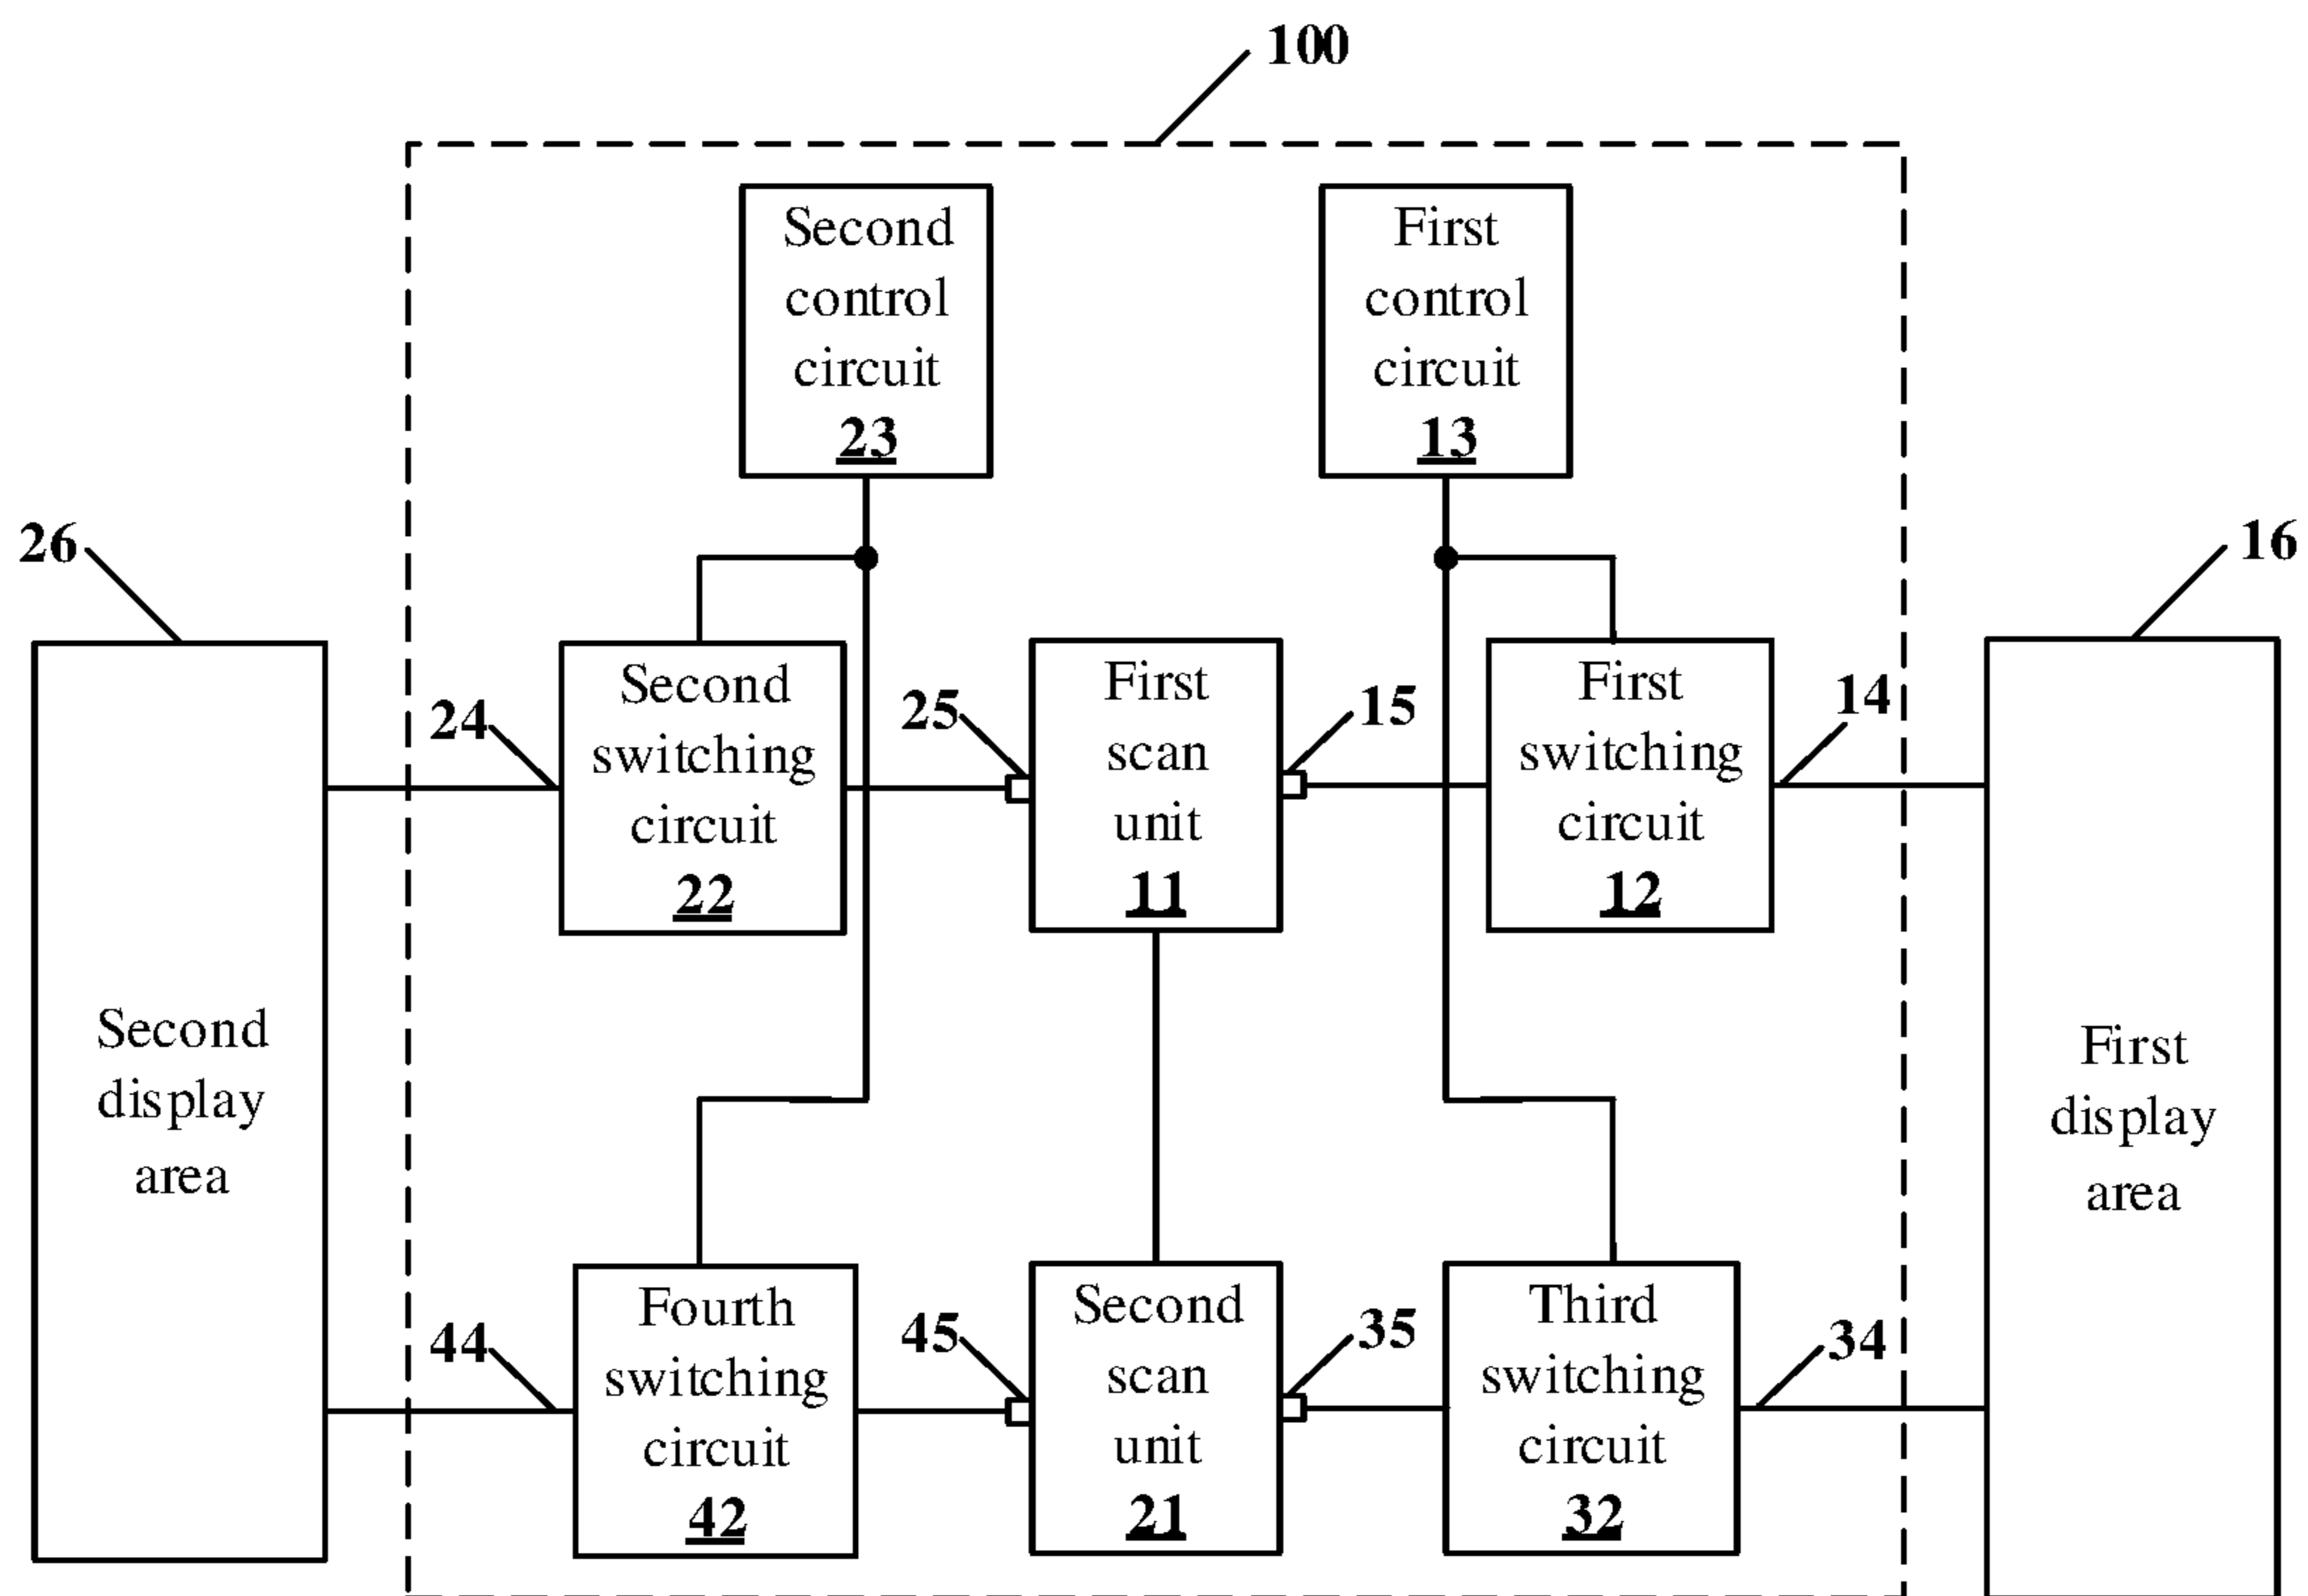 100
Second
control
circuit
23
First
control
circuit
13
26
16
Second
switching
circuit
22
24
25
First
scan
unit
11
15
First
switching
circuit
12
14
Second
display
area
First
display
area
44
Fourth
switching
circuit
42
45
Second
scan
unit
21
35
Third
switching
circuit
32
34